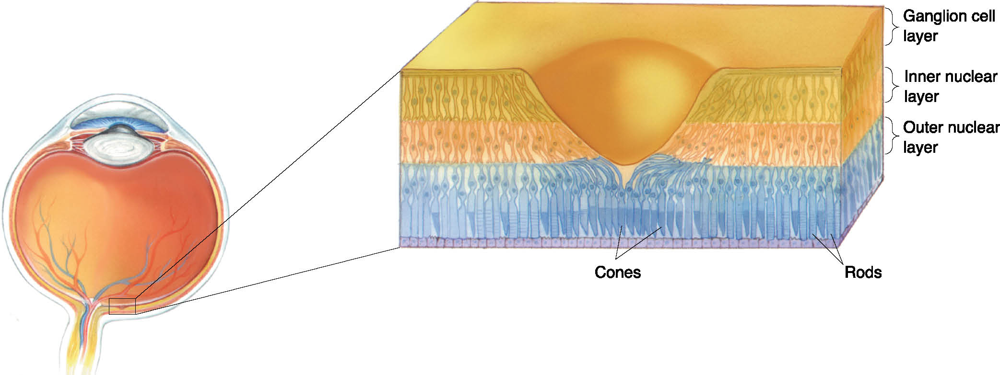 Ganglion cell
layer
Inner nuclear
layer
Outer nuclear
layer
Cones
Rods